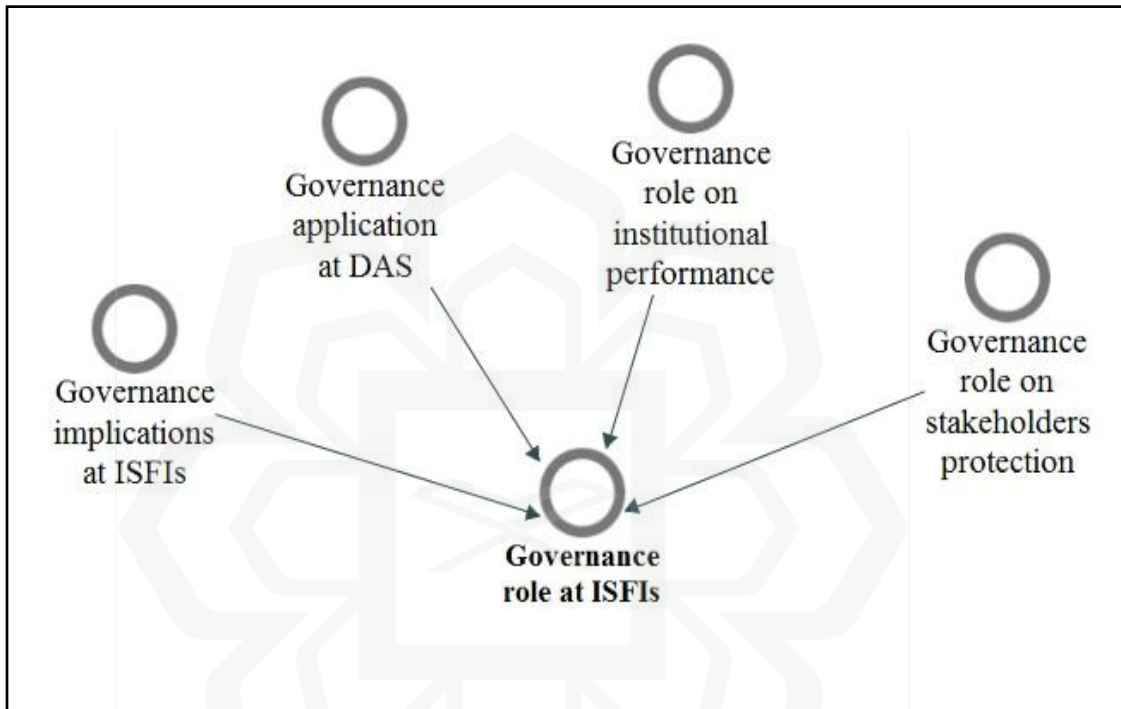 Governance
application
at DAS
Governance
role on
institutional
performance
Governance
implications
at ISFIs
Governance
role on
stakeholders
protection
Governance
role at ISFIs